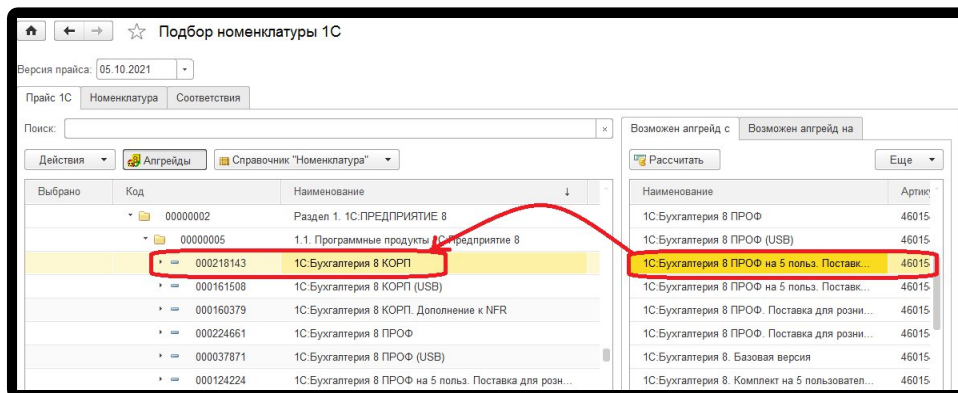 Подбор номенклатуры 1С
Версия прайса: 05.10.2021
Прайс 1С Номенклатура Соответствия
Поиск:
Возможен апгрейд с Возможен апгрейд на
Действия Апгрейды Справочник "Номенклатура"
Рассчитать Еще
Выбрано Код Наименование
Наименование Артик
00000002 Раздел 1. 1С:ПРЕДПРИЯТИЕ 8
1С:Бухгалтерия 8 ПРОФ 46015
00000005 1.1. Программные продукты 1С:Предприятие 8
1С:Бухгалтерия 8 ПРОФ (USB) 46015
000218143 1С:Бухгалтерия 8 КОРП
1С:Бухгалтерия 8 ПРОФ на 5 польз. Поставк... 46015
000161508 1С:Бухгалтерия 8 КОРП (USB)
1С:Бухгалтерия 8 ПРОФ на 5 польз. Поставк... 46015
000160379 1С:Бухгалтерия 8 КОРП. Дополнение к NFR
1С:Бухгалтерия 8 ПРОФ. Поставка для розни... 46015
000224661 1С:Бухгалтерия 8 ПРОФ
1С:Бухгалтерия 8 ПРОФ. Поставка для розни... 46015
000037871 1С:Бухгалтерия 8 ПРОФ (USB)
1С:Бухгалтерия 8. Базовая версия 46015
000124224 1С:Бухгалтерия 8 ПРОФ на 5 польз. Поставка для розн...
1С:Бухгалтерия 8. Комплект на 5 пользовател... 46015